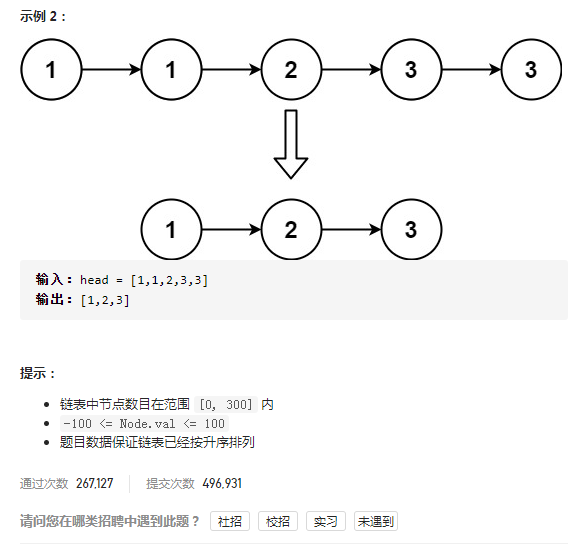 示例 2：
1 1 2 3 3
1 2 3
输入：head = [1,1,2,3,3]
输出：[1,2,3]
提示：
链表中节点数目在范围 [0, 300] 内
-100 <= Node.val <= 100
题目数据保证链表已经按升序排列
通过次数 267,127 提交次数 496,931
请问您在哪类招聘中遇到此题？ 社招 校招 实习 未遇到